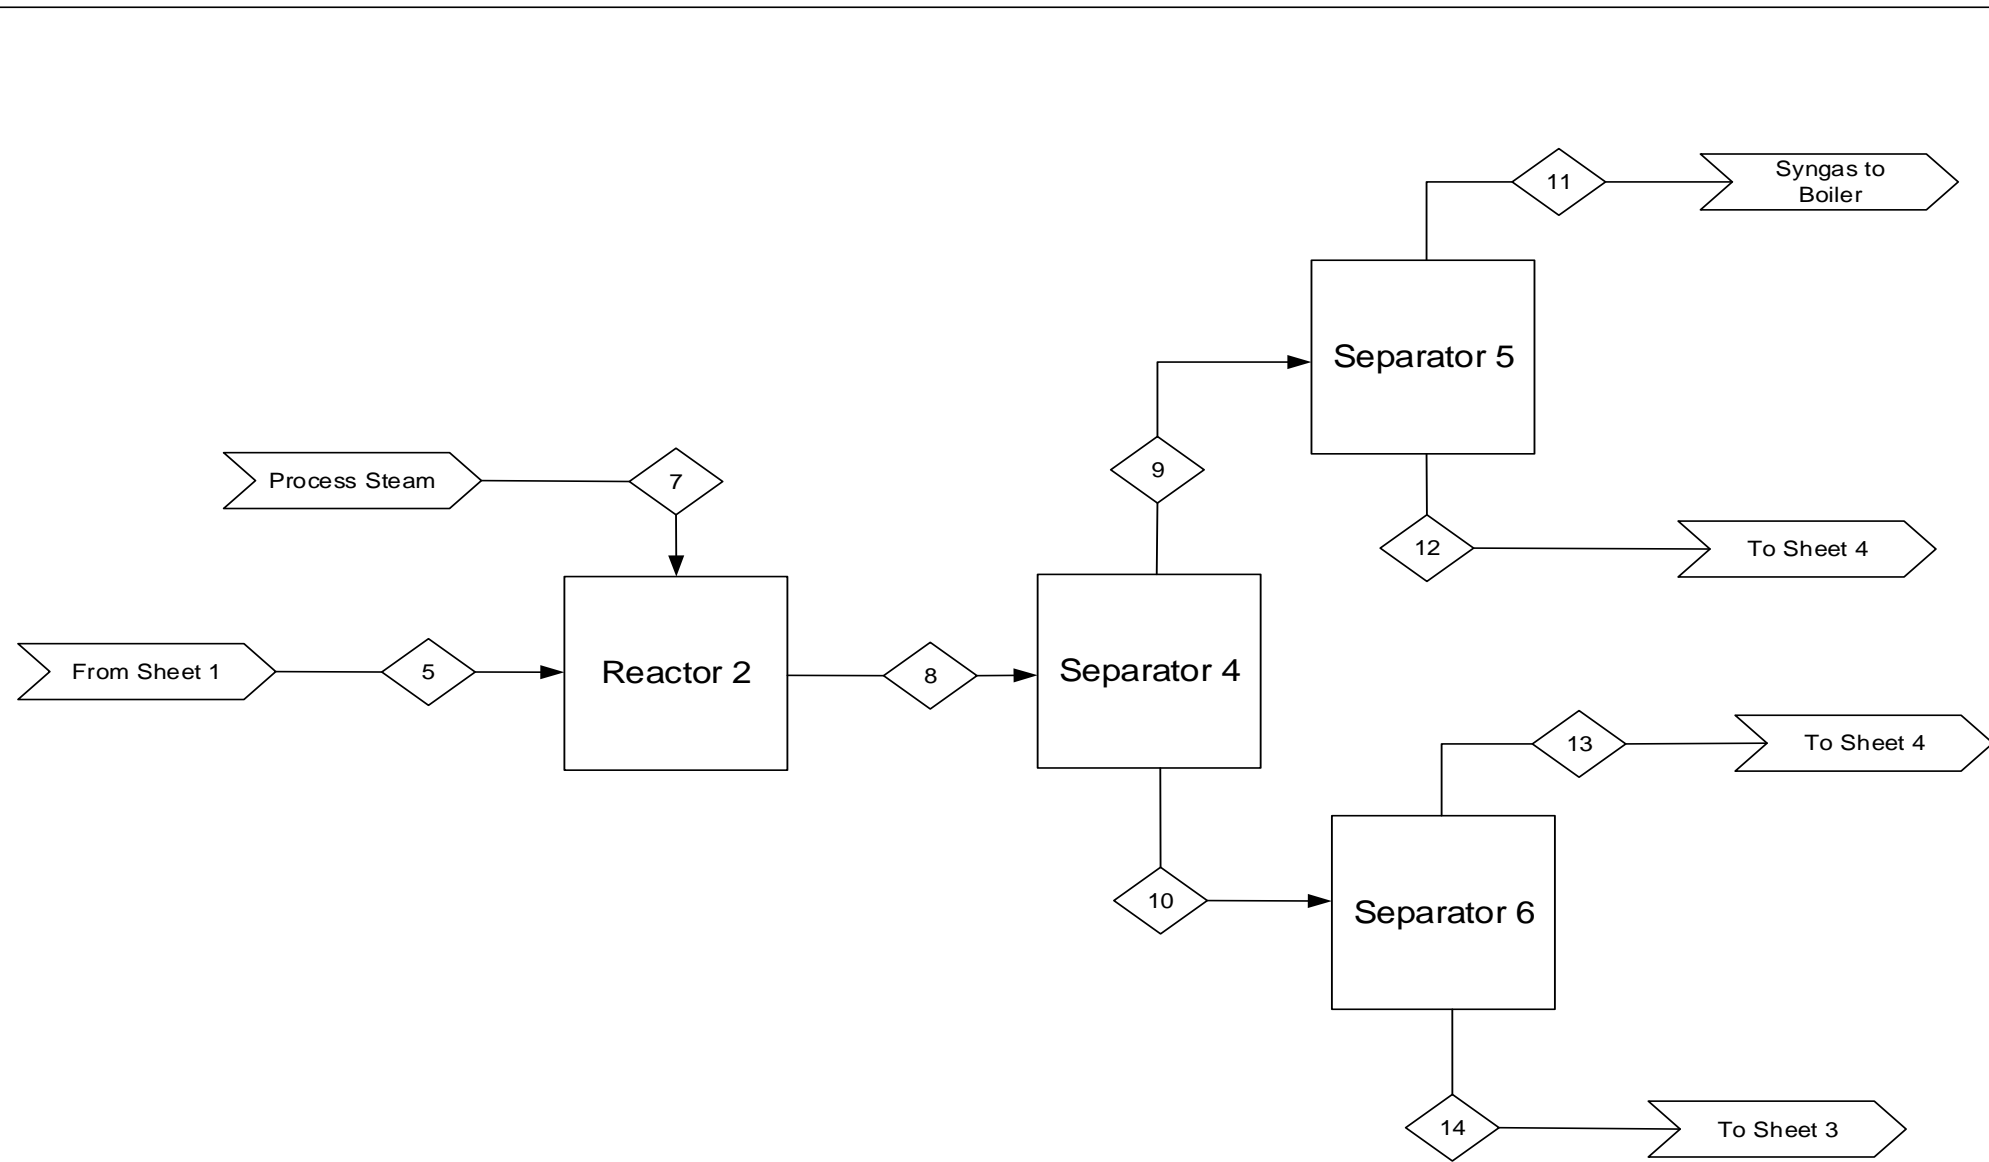 11
Syngas to
Boiler
Separator 5
9
Process Steam
7
12
To Sheet 4
From Sheet 1
5
Reactor 2
8
Separator 4
13
To Sheet 4
10
Separator 6
14
To Sheet 3